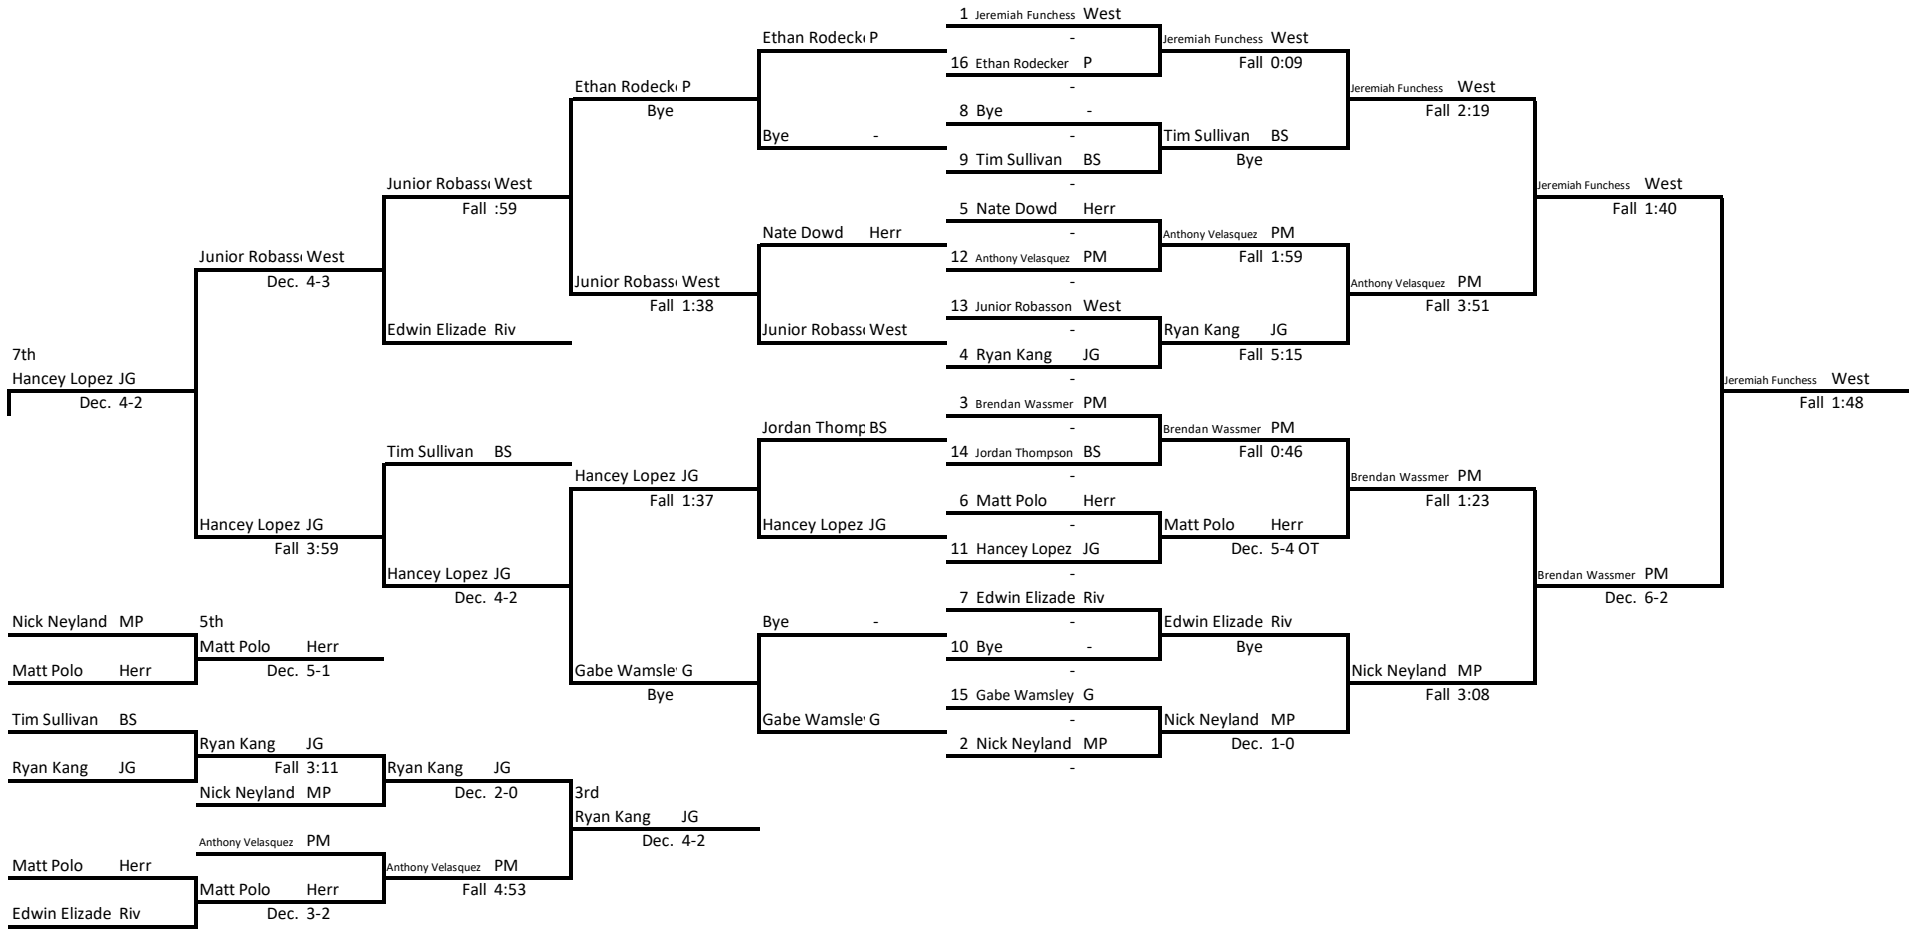 1 Jeremiah Funchess West
Ethan Rodeck P - Jeremiah Funchess West
16 Ethan Rodecker P Fall 0:09
Ethan Rodeck P - Jeremiah Funchess West
Bye 8 Bye - Fall 2:19
Bye - - Tim Sullivan BS
9 Tim Sullivan BS Bye
Junior Robass West - Jeremiah Funchess West
Fall :59 5 Nate Dowd Herr Fall 1:40
Nate Dowd Herr - Anthony Velasquez PM
Junior Robass West 12 Anthony Velasquez PM Fall 1:59
Dec. 4-3 Junior Robass West - Anthony Velasquez PM
Fall 1:38 13 Junior Robasson West Fall 3:51
Edwin Elizade Riv Junior Robass West - Ryan Kang JG
7th 4 Ryan Kang JG Fall 5:15
Hancey Lopez JG - Jeremiah Funchess West
Dec. 4-2 3 Brendan Wassmer PM Fall 1:48
Jordan Thomp BS - Brendan Wassmer PM
Tim Sullivan BS 14 Jordan Thompson BS Fall 0:46
Hancey Lopez JG - Brendan Wassmer PM
Fall 1:37 6 Matt Polo Herr Fall 1:23
Hancey Lopez JG Hancey Lopez JG - Matt Polo Herr
Fall 3:59 11 Hancey Lopez JG Dec. 5-4 OT
Hancey Lopez JG - Brendan Wassmer PM
Dec. 4-2 7 Edwin Elizade Riv Dec. 6-2
Nick Neyland MP 5th Bye - - Edwin Elizade Riv
Matt Polo Herr 10 Bye - Bye
Matt Polo Herr Dec. 5-1 Gabe Wamsle G - Nick Neyland MP
Bye 15 Gabe Wamsley G Fall 3:08
Tim Sullivan BS Gabe Wamsle G - Nick Neyland MP
Ryan Kang JG 2 Nick Neyland MP Dec. 1-0
Ryan Kang JG Fall 3:11 Ryan Kang JG -
Nick Neyland MP Dec. 2-0 3rd
Ryan Kang JG
Anthony Velasquez PM Dec. 4-2
Matt Polo Herr Anthony Velasquez PM
Matt Polo Herr Fall 4:53
Edwin Elizade Riv Dec. 3-2